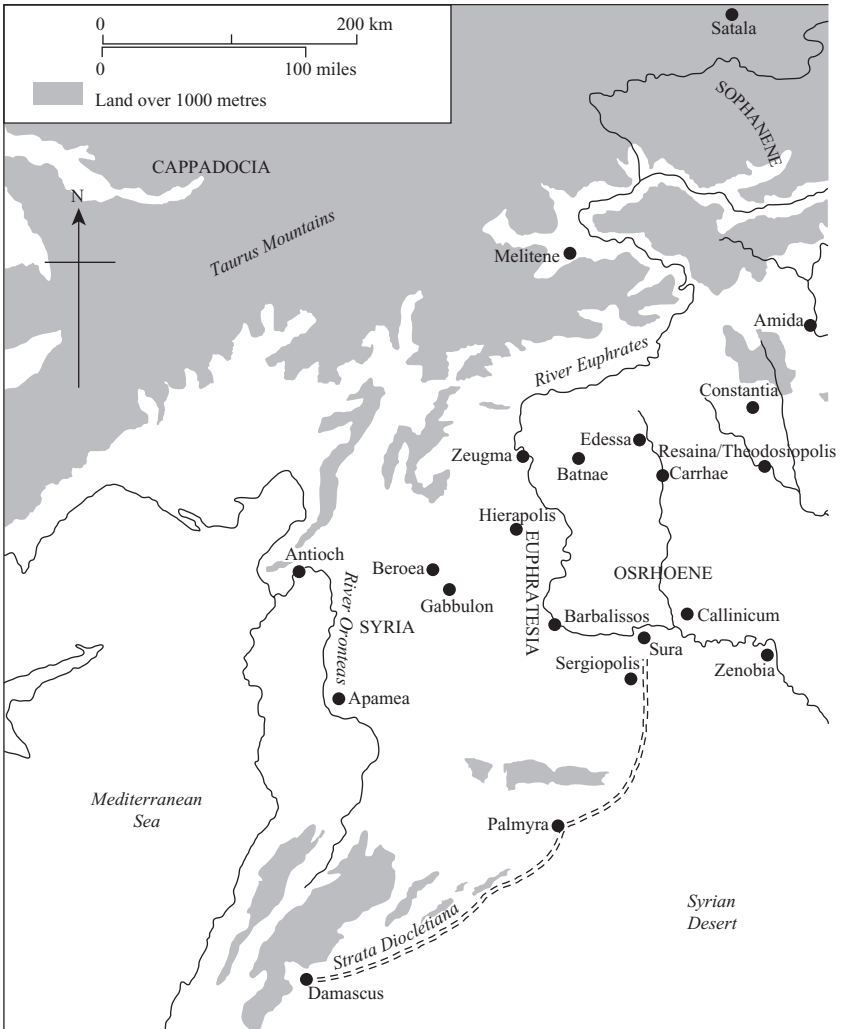 0
200 km
0
100 miles
Land over 1000 metres
Satala
SOPHANENE
CAPPADOCIA
N
Taurus Mountains
Melitene
Amida
River Euphrates
Constantia
Edessa
Resaina/Theodosiopolis
Zeugma
Batnae
Carrhae
Hierapolis
EUPHRATESIA
Antioch
Beroea
OSRHOENE
Gabbulon
River Oronteas
SYRIA
Barbalissos
Callinicum
Sura
Zenobia
Sergiopolis
Apamea
Mediterranean
Sea
Palmyra
Syrian
Desert
Strata Diocletiana
Damascus